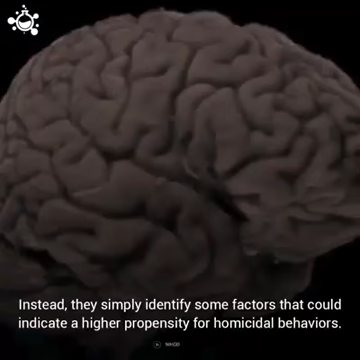 Instead, they simply identify some factors that could
indicate a higher propensity for homicidal behaviors.